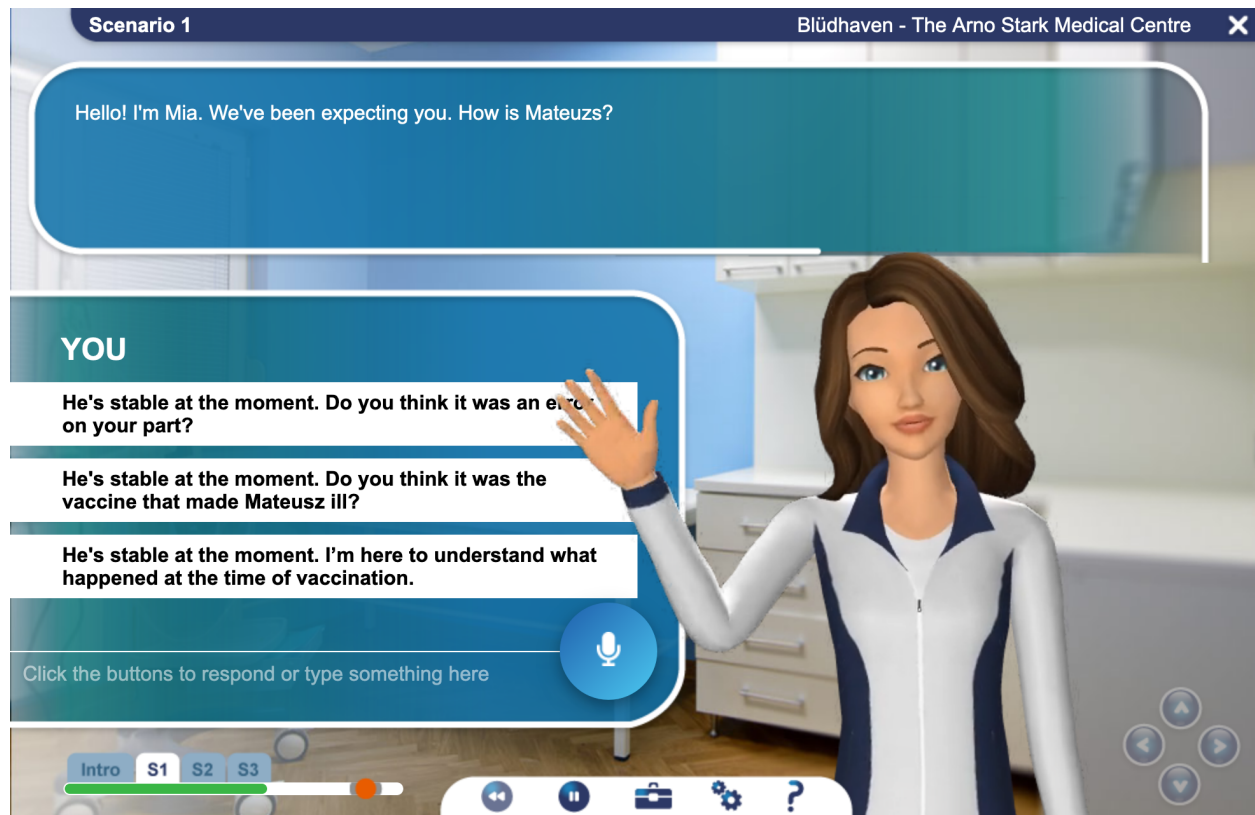 Scenario 1
Blüdhaven - The Arno Stark Medical Centre
Hello! I'm Mia. We've been expecting you. How is Mateuzs?
YOU
He's stable at the moment. Do you think it was an error
on your part?
He's stable at the moment. Do you think it was the
vaccine that made Mateusz ill?
He's stable at the moment. I'm here to understand what
happened at the time of vaccination.
Click the buttons to respond or type something here
Intro S1 S2 S3
?